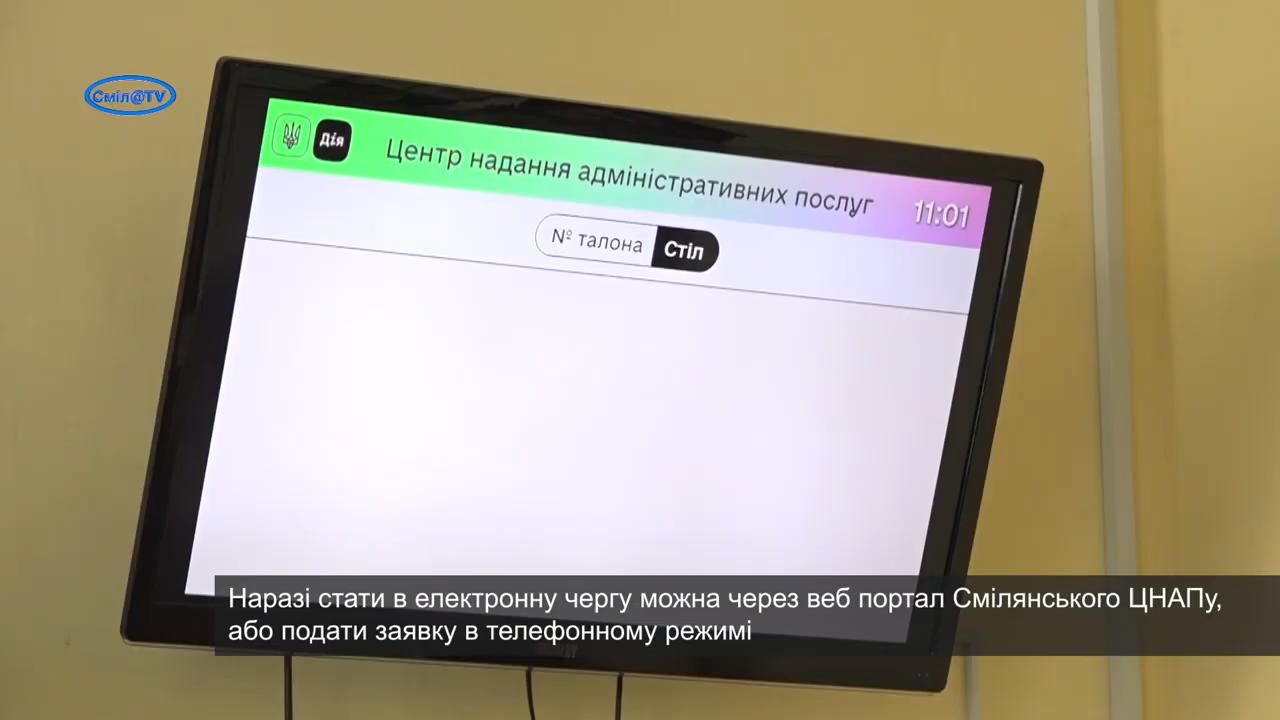 Сміл@TV
Дія
Центр надання адміністративних послуг
11:01
№ талона Стіл
Наразі стати в електронну чергу можна через веб портал Смілянського ЦНАПу,
або подати заявку в телефонному режимі